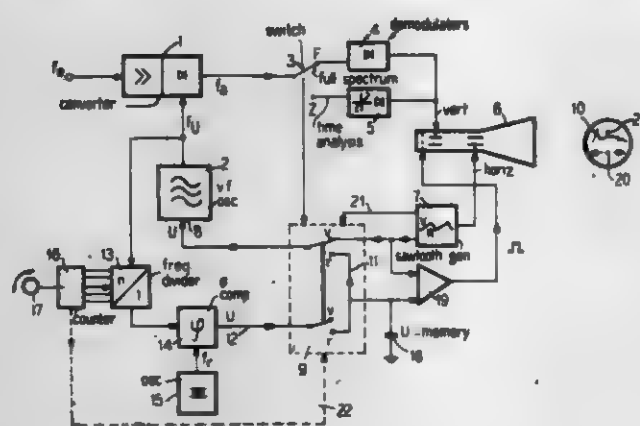 switch
4
demodulators
1
3
F
full spectrum
fe
fa
converter
2
time
analysis
5
vert
6
10
20
horiz
fU
2
vf
osc
U
8
21
7
sawtooth gen
16
13
freq
divider
n
1
17
counter
φ
comp
14
U
12
v
r
11
v
r
19
U-memory
18
9
fr
osc
15
22